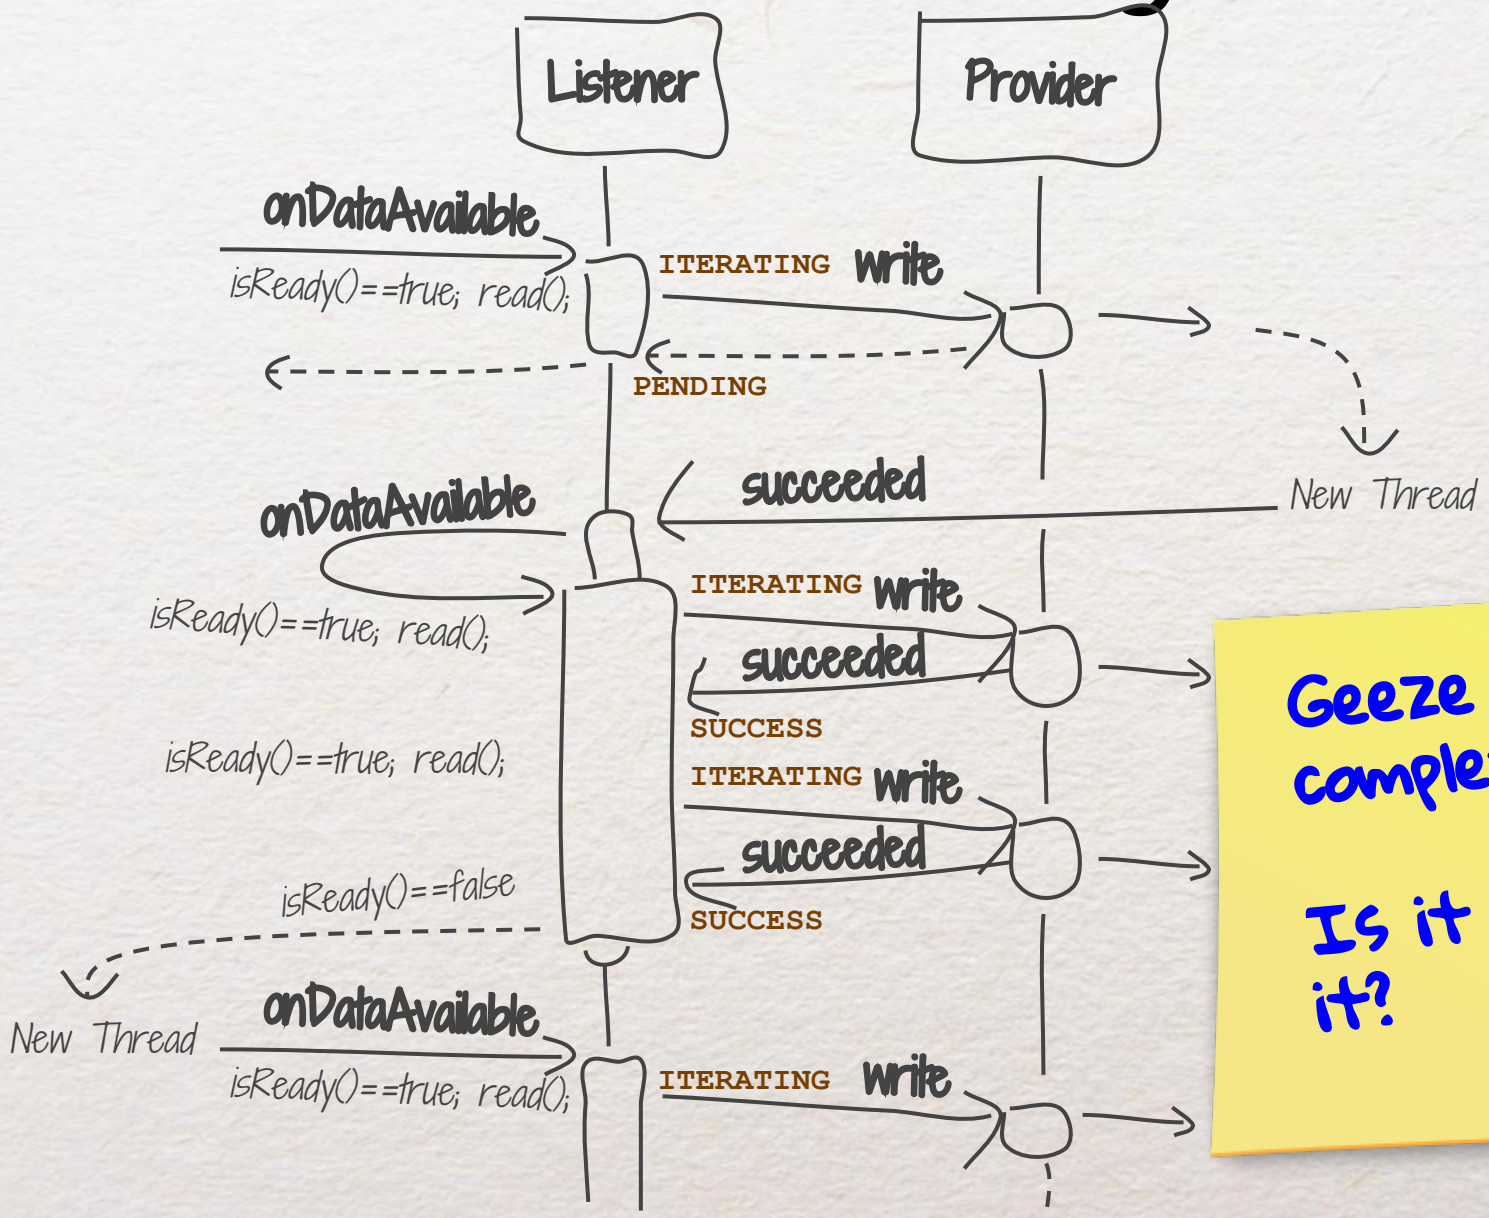 Listener
Provider
onDataAvailable
ITERATING write
isReady()==true; read();
PENDING
succeeded
New Thread
onDataAvailable
ITERATING write
isReady()==true; read();
succeeded
SUCCESS
isReady()==true; read();
ITERATING write
succeeded
isReady()==false
SUCCESS
Geeze
Is it
it?
onDataAvailable
New Thread
isReady()==true; read();
ITERATING write